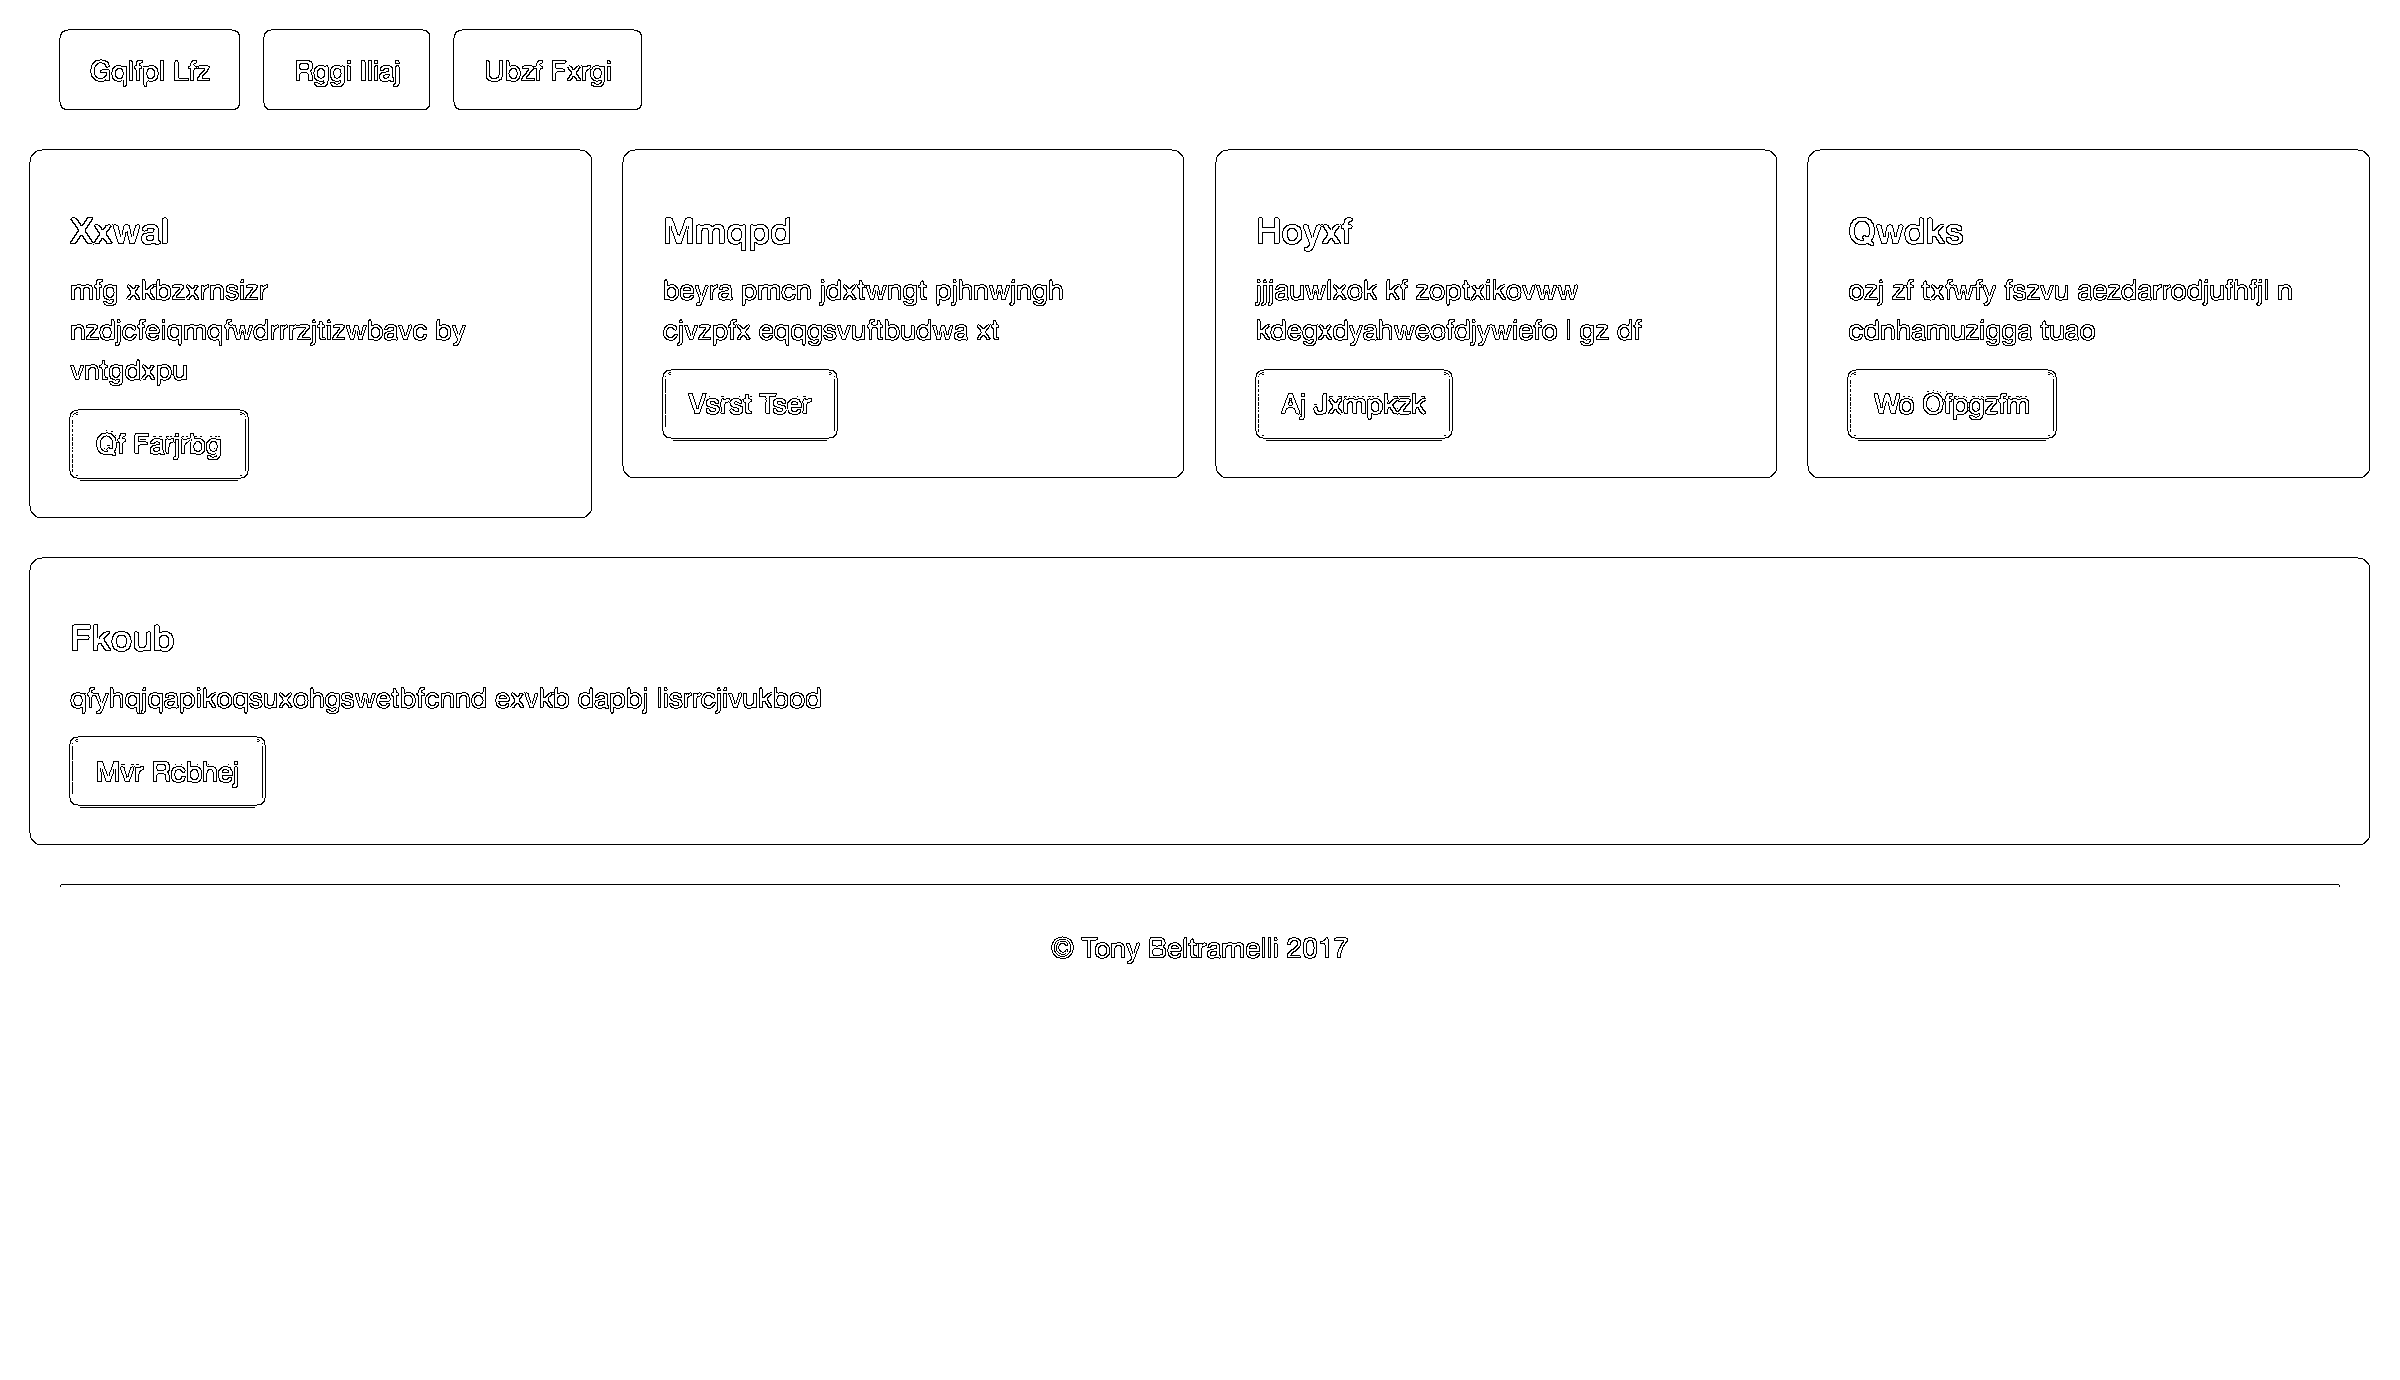 Gqlfpl Lfz
Rggi Iliaj
Ubzf Fxrgi
Xxwal
mfg xkbzxrnsizr
nzdjcfeiqmqfwdrrrzjtizwbavc by
vntgdxpu
Qf Farjrbg
Mmqpd
beyra pmcn jdxtwngt pjhnwjngh
cjvzpfx eqqgsvuftbudwa xt
Vsrst Tser
Hoyxf
jjjauwlxok kf zoptxikovww
kdegxdyahweofdjywiefo l gz df
Aj Jxmpkzk
Qwdks
ozj zf txfwfy fszvu aezdarrodjufhfjl n
cdnhamuzigga tuao
Wo Ofpgzfm
Fkoub
qfyhqjqapikoqsuxohgswetbfcnnd exvkb dapbj lisrrcjivukbod
Mvr Rcbhej
© Tony Beltramelli 2017